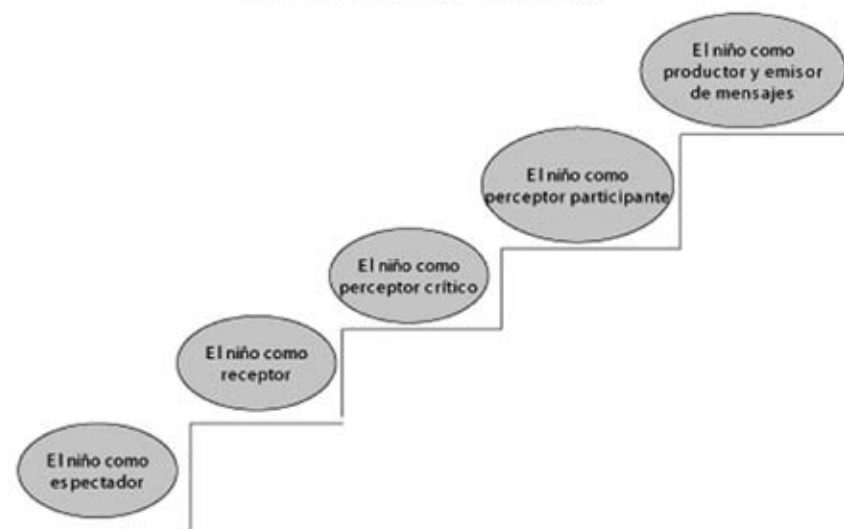 El niño como
productor y emisor
de mensajes
El niño como
perceptor participante
El niño como
perceptor crítico
El niño como
receptor
El niño como
espectador